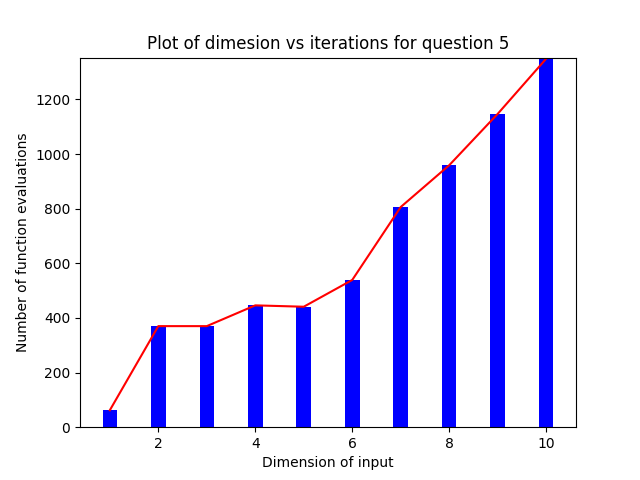 Plot of dimesion vs iterations for question 5
Number of function evaluations
1200
1000
800
600
400
200
0
2 4 6 8 10
Dimension of input